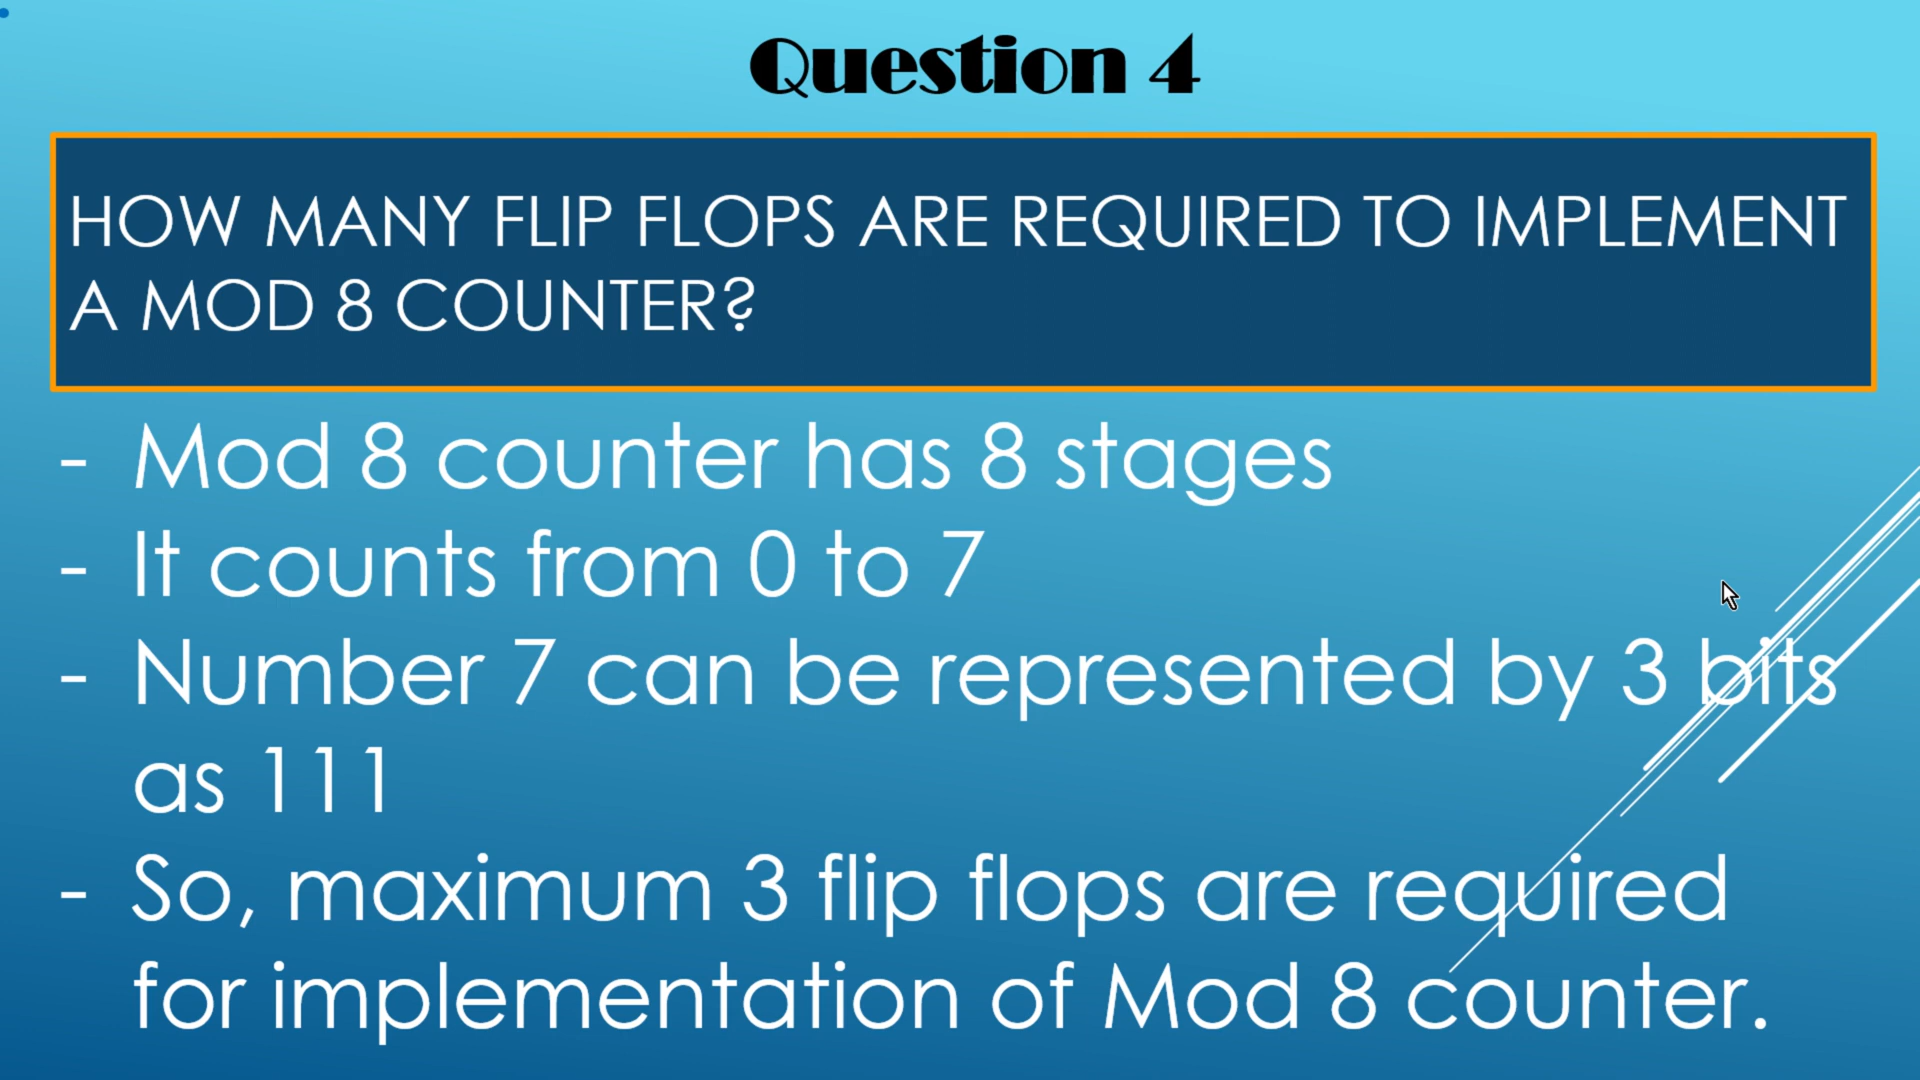 Question 4
HOW MANY FLIP FLOPS ARE REQUIRED TO IMPLEMENT
A MOD 8 COUNTER?
- Mod 8 counter has 8 stages
- It counts from 0 to 7
- Number 7 can be represented by 3 bits
as 111
- So, maximum 3 flip flops are required
for implementation of Mod 8 counter.